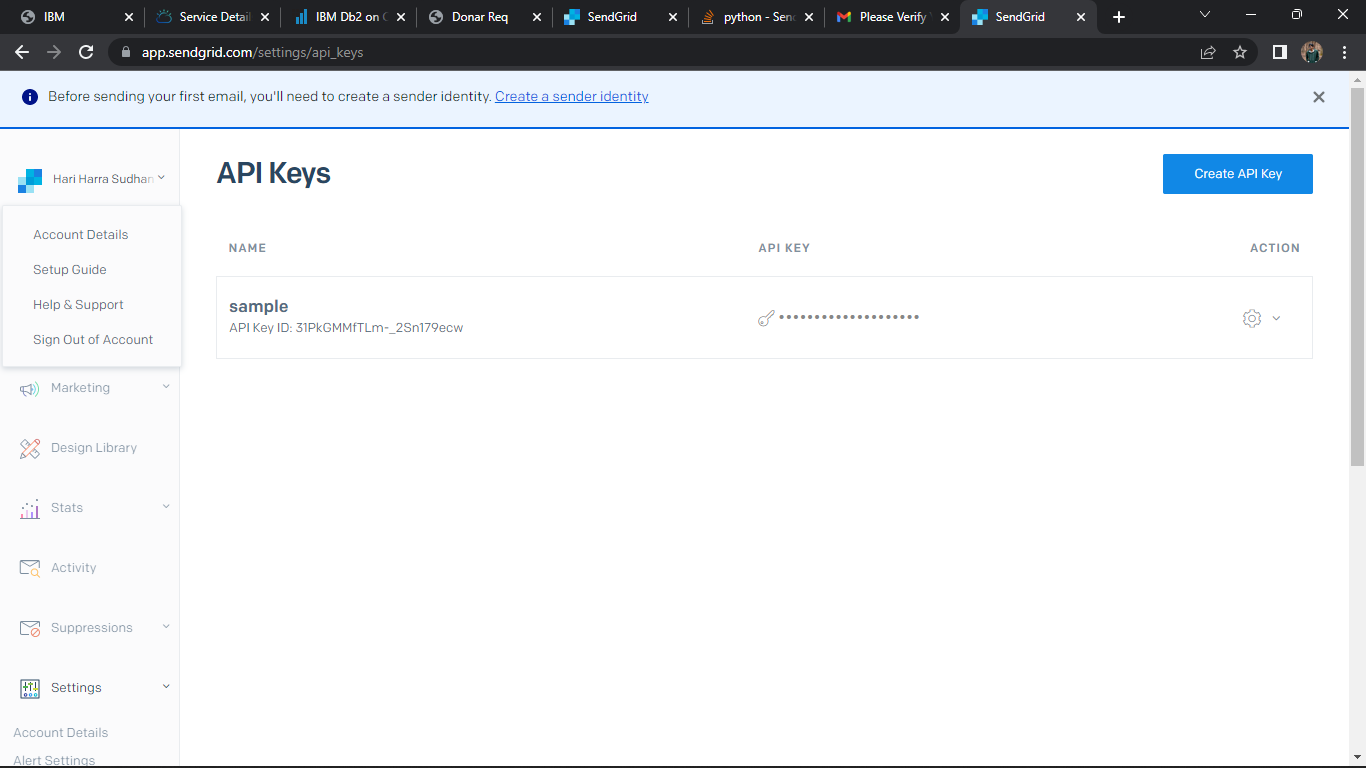 IBM
Service Detail
IBM Db2 on
Donar Req
SendGrid
python - Sen
Please Verify
SendGrid
app.sendgrid.com/settings/api_keys
Before sending your first email, you'll need to create a sender identity. Create a sender identity
Hari Harra Sudhan
Account Details
Setup Guide
Help & Support
Sign Out of Account
Marketing
Design Library
Stats
Activity
Suppressions
Settings
Account Details
Alert Settings
API Keys
Create API Key
NAME API KEY ACTION
sample
API Key ID: 31PkGMMfTLm-_2Sn179ecw
••••••••••••••••••••